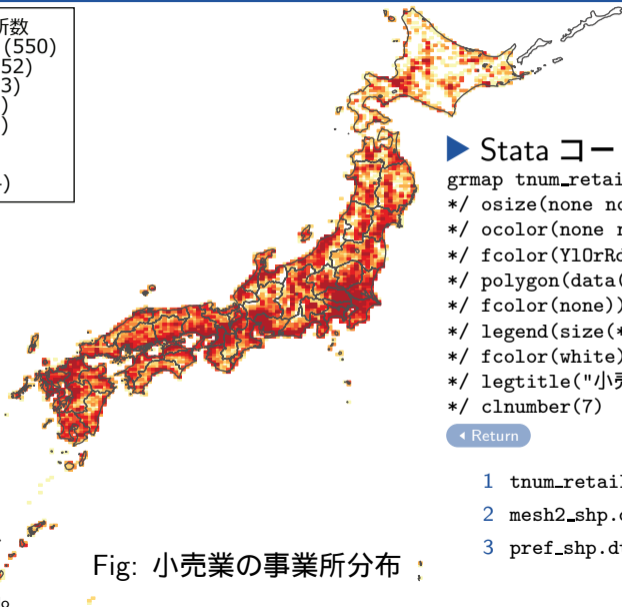 所数
(550)
52)
3)
)
)
)
▶ Stata コー
grmap tnum_retai
*/ osize(none no
*/ ocolor(none
*/ fcolor(YlOrRd
*/ polygon(data(
*/ fcolor(none))
*/ legend(size(*
*/ fcolor(white)
*/ legtitle("小売
*/ clnumber(7)
Return
1 tnum_retail
2 mesh2_shp.
3 pref_shp.dt
Fig: 小売業の事業所分布